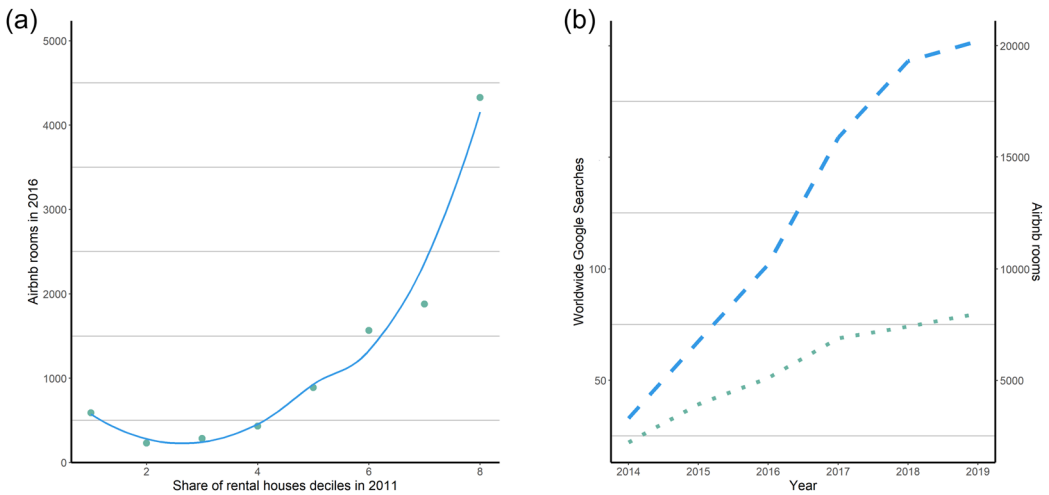 (a)
Airbnb rooms in 2016
5000
4000
3000
2000
1000
0
2 4 6 8
Share of rental houses deciles in 2011
(b)
Worldwide Google Searches
100
50
20000
15000
10000
5000
Airbnb rooms
2014 2015 2016 2017 2018 2019
Year